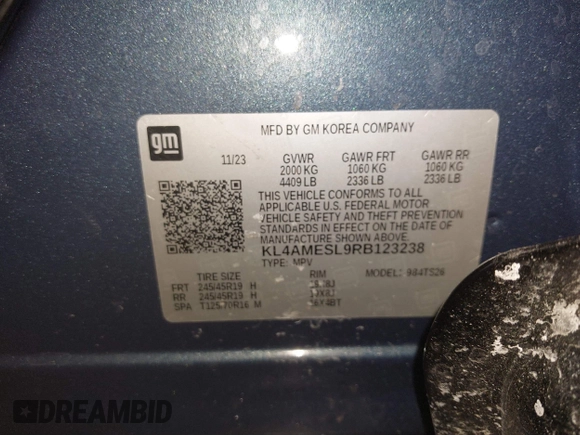 gm
MFD BY GM KOREA COMPANY
11/23 GVWR GAWR FRT GAWR RR
2000 KG 1060 KG 1060 KG
4409 LB 2336 LB 2336 LB
THIS VEHICLE CONFORMS TO ALL
APPLICABLE U.S. FEDERAL MOTOR
VEHICLE SAFETY AND THEFT PREVENTION
STANDARDS IN EFFECT ON THE DATE OF
MANUFACTURE SHOWN ABOVE.
KL4AMESL9RB123238
TYPE: MPV MODEL: 984TS26
TIRE SIZE RIM
FRT 245/45R19 H
RR 245/45R19 H
SPA T125/70R16 M
DREAMBID